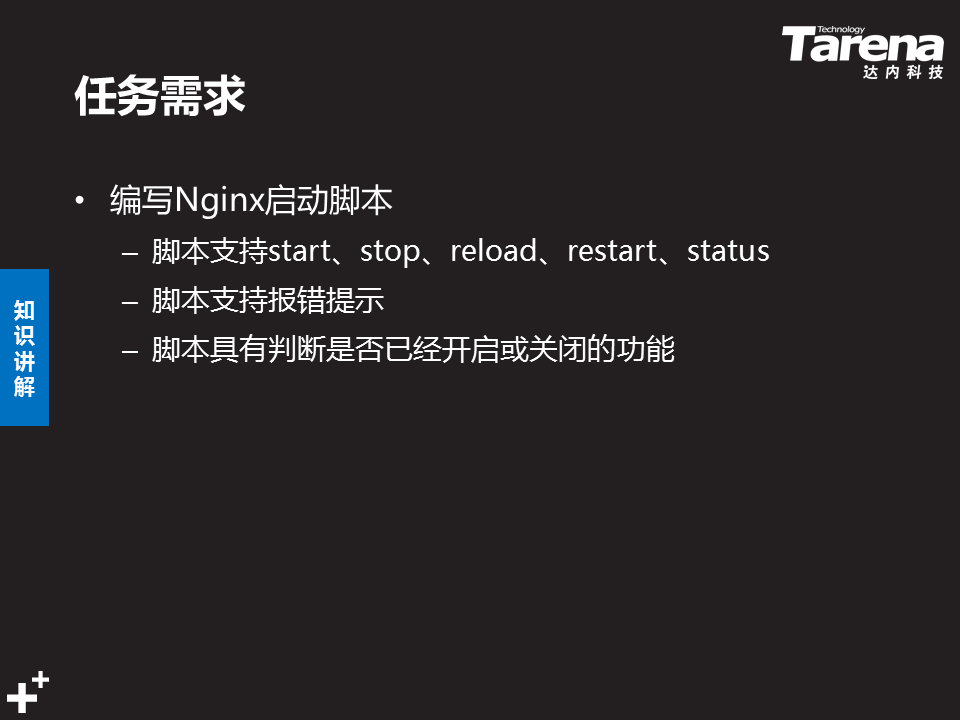 Technology
Tarena
达内科技
任务需求
• 编写Nginx启动脚本
– 脚本支持start、stop、reload、restart、status
– 脚本支持报错提示
– 脚本具有判断是否已经开启或关闭的功能
知
识
讲
解